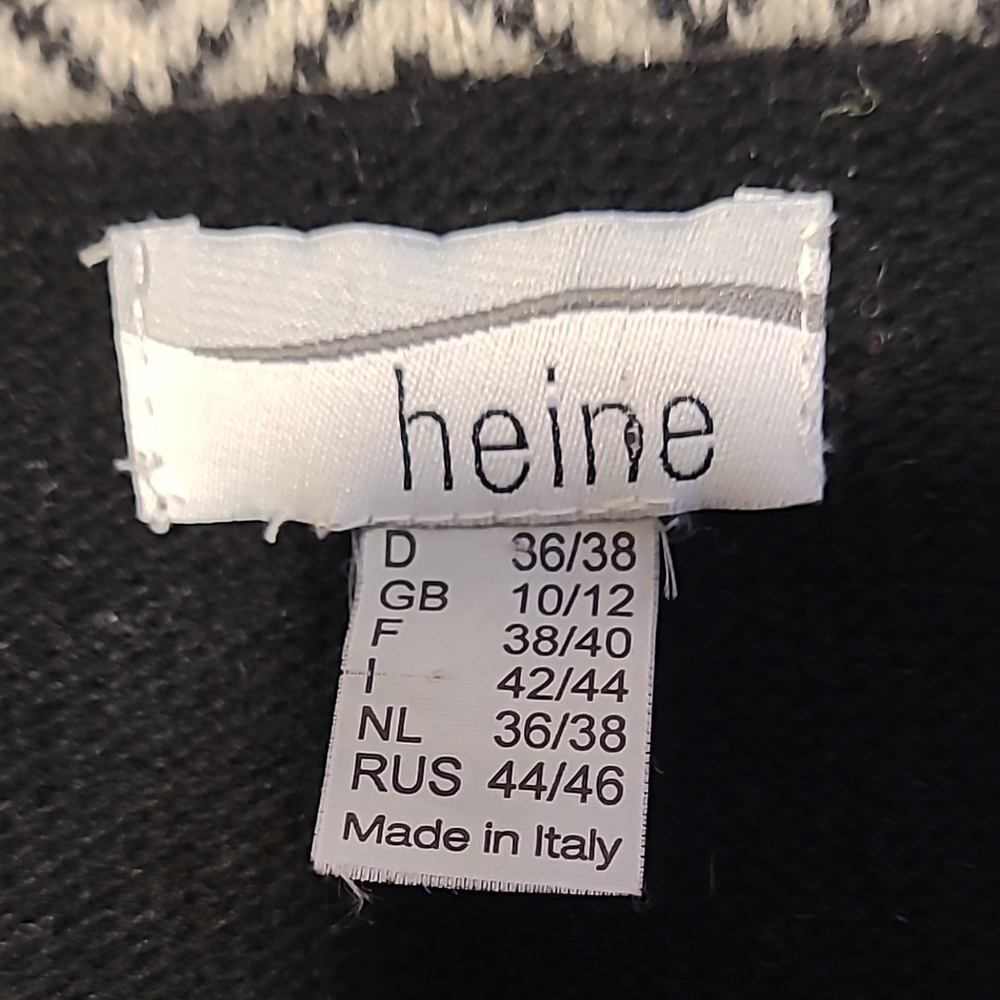 heine
D 36/38
GB 10/12
F 38/40
I 42/44
NL 36/38
RUS 44/46
Made in Italy